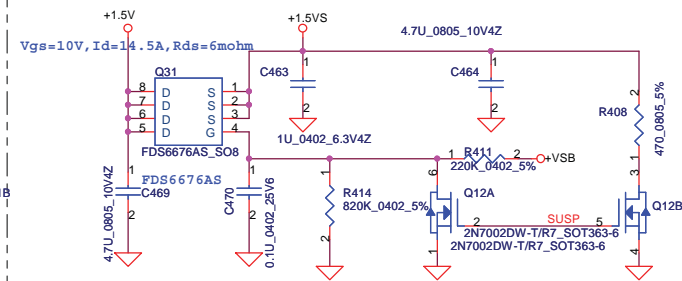 +1.5V
+1.5VS
Vgs=10V,Id=14.5A,Rds=6mohm
4.7U_0805_10V4Z
Q31
8 D S 1
7 D S 2
6 D S 3
5 D G 4
FDS6676AS_SO8
FDS6676AS
1
C463
2
1
C464
2
1U_0402_6.3V4Z
2
R408
470_0805_5%
1
1
C469
2
4.7U_0805_10V4Z
1
C470
2
0.1U_0402_25V6
1
R414
820K_0402_5%
2
1 R411 2
220K_0402_5%
+VSB
6
Q12A
2
1
SUSP
3
5
Q12B
4
2N7002DW-T/R7_SOT363-6
2N7002DW-T/R7_SOT363-6